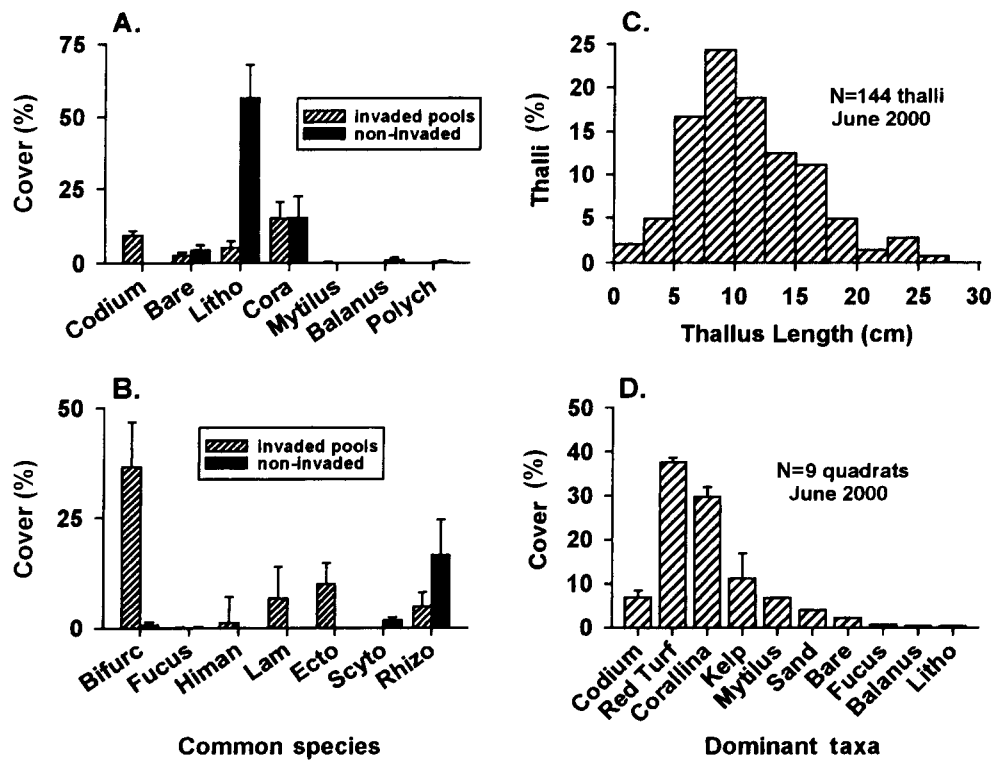 A.
75
50
25
0
Cover (%)
invaded pools
non-invaded
Codium
Bare
Litho
Cora
Mytilus
Balanus
Polych
C.
25
20
15
10
5
0
Thalli (%)
N=144 thalli
June 2000
0 5 10 15 20 25 30
Thallus Length (cm)
B.
50
25
0
Cover (%)
invaded pools
non-invaded
Bifurc
Fucus
Himan
Lam
Ecto
Scyto
Rhizo
Common species
D.
50
40
30
20
10
0
Cover (%)
N=9 quadrats
June 2000
Codium
Red Turf
Corallina
Kelp
Mytilus
Sand
Bare
Fucus
Balanus
Litho
Dominant taxa